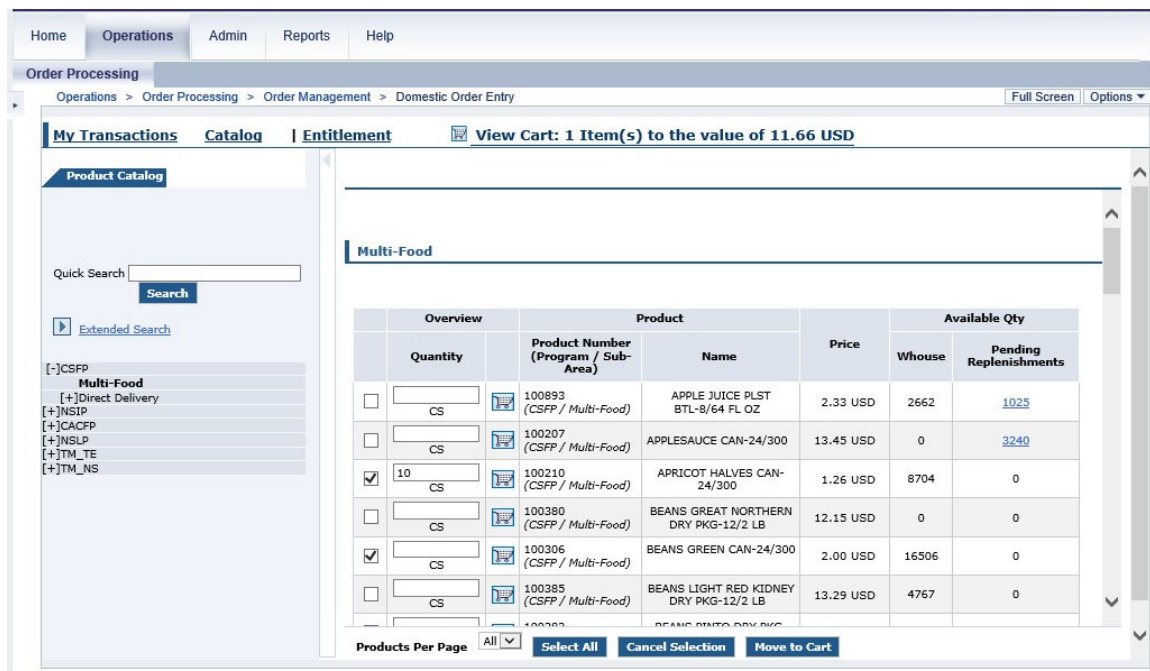 Home Operations Admin Reports Help
Order Processing
Operations > Order Processing > Order Management > Domestic Order Entry Full Screen Options
My Transactions Catalog | Entitlement View Cart: 1 Item(s) to the value of 11.66 USD
Product Catalog
Quick Search
Search
Extended Search
[-]CSFP
Multi-Food
[+]Direct Delivery
[+]NSIP
[+]CACFP
[+]NSLP
[+]TM_TE
[+]TM_NS
Multi-Food
Overview Product Price Available Qty
Quantity Product Number (Program / Sub-Area) Name Whouse Pending Replenishments
CS 100893 (CSFP / Multi-Food) APPLE JUICE PLST BTL-8/64 FL OZ 2.33 USD 2662 1025
CS 100207 (CSFP / Multi-Food) APPLESAUCE CAN-24/300 13.45 USD 0 3240
10 CS 100210 (CSFP / Multi-Food) APRICOT HALVES CAN-24/300 1.26 USD 8704 0
CS 100380 (CSFP / Multi-Food) BEANS GREAT NORTHERN DRY PKG-12/2 LB 12.15 USD 0 0
CS 100306 (CSFP / Multi-Food) BEANS GREEN CAN-24/300 2.00 USD 16506 0
CS 100385 (CSFP / Multi-Food) BEANS LIGHT RED KIDNEY DRY PKG-12/2 LB 13.29 USD 4767 0
Products Per Page All Select All Cancel Selection Move to Cart